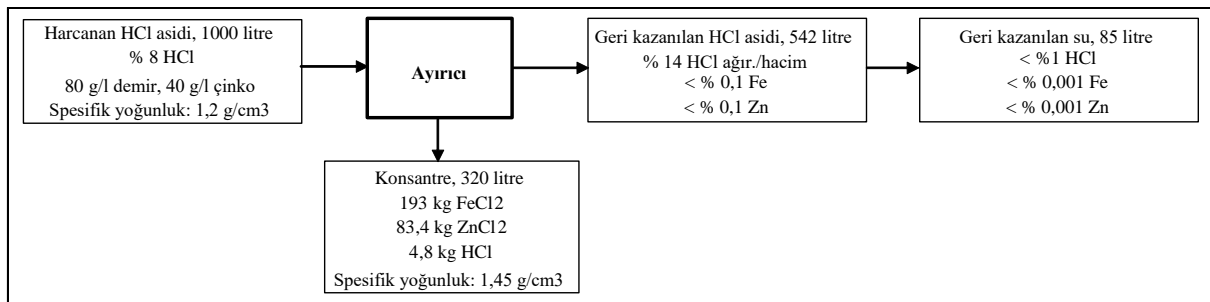 Harcanan HCl asidi, 1000 litre
% 8 HCl
80 g/l demir, 40 g/l çinko
Spesifik yoğunluk: 1,2 g/cm3
Ayırıcı
Geri kazanılan HCl asidi, 542 litre
% 14 HCl ağır./hacim
< % 0,1 Fe
< % 0,1 Zn
Geri kazanılan su, 85 litre
< %1 HCl
< % 0,001 Fe
< % 0,001 Zn
Konsantre, 320 litre
193 kg FeCl2
83,4 kg ZnCl2
4,8 kg HCl
Spesifik yoğunluk: 1,45 g/cm3